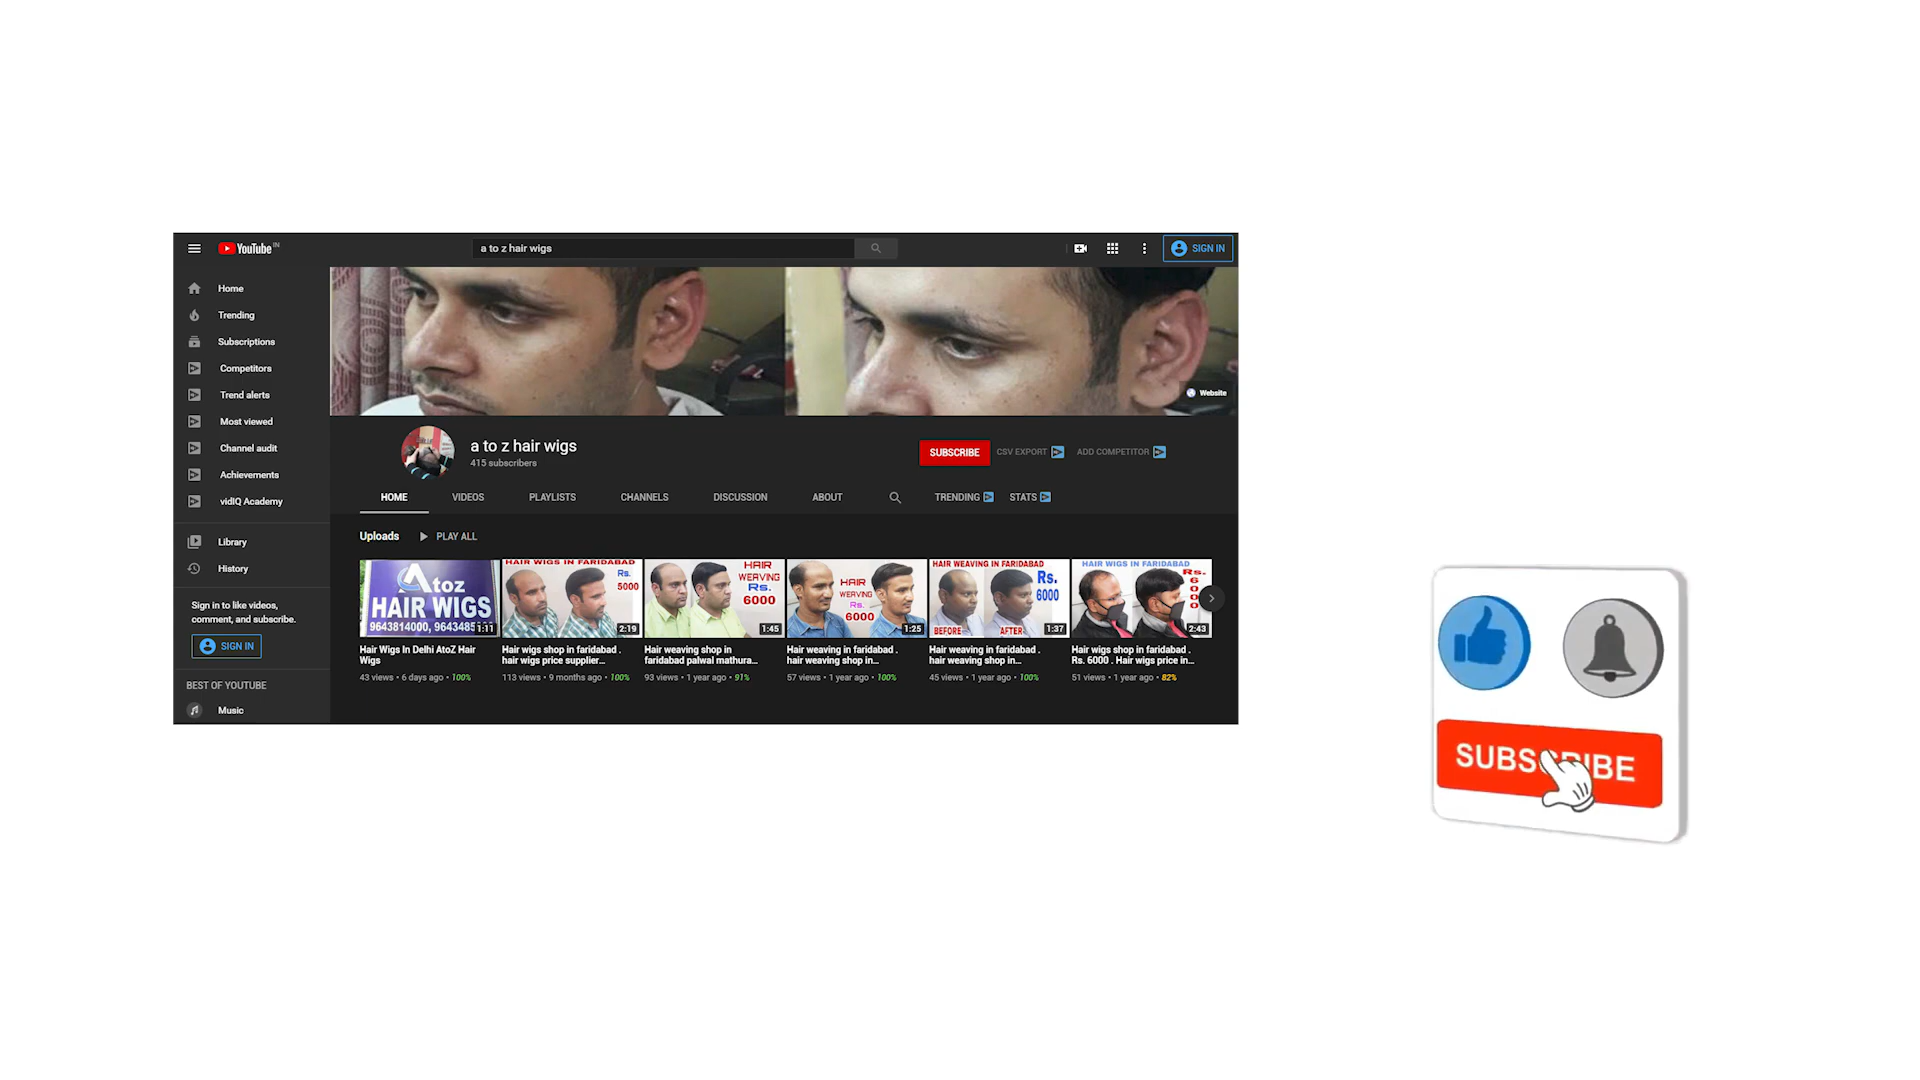 YouTube IN
a to z hair wigs
SIGN IN
Home
Trending
Subscriptions
Competitors
Trend alerts
Most viewed
Channel audit
Achievements
vidIQ Academy
Library
History
Sign in to like videos,
comment, and subscribe.
SIGN IN
BEST OF YOUTUBE
Music
Website
a to z hair wigs
415 subscribers
SUBSCRIBE
CSV EXPORT
ADD COMPETITOR
HOME VIDEOS PLAYLISTS CHANNELS DISCUSSION ABOUT TRENDING STATS
Uploads PLAY ALL
Atoz
HAIR WIGS
9643814000, 9643485
1:11
Hair Wigs In Delhi AtoZ Hair
Wigs
43 views • 6 days ago • 100%
HAIR WIGS IN FARIDABAD
Rs.
5000
2:19
Hair wigs shop in faridabad .
hair wigs price supplier...
113 views • 9 months ago • 100%
HAIR
WEAVING
Rs.
6000
1:45
Hair weaving shop in
faridabad palwal mathura...
93 views • 1 year ago • 91%
HAIR
WERVING
Rs.
6000
1:25
Hair weaving in faridabad .
hair weaving shop in...
57 views • 1 year ago • 100%
HAIR WEAVING IN FARIDABAD
Rs.
6000
BEFORE AFTER
1:37
Hair weaving in faridabad .
hair weaving shop in...
45 views • 1 year ago • 100%
HAIR WIGS IN FARIDABAD
Rs.
6
0
0
0
2:43
Hair wigs shop in faridabad .
Rs. 6000 . Hair wigs price in...
51 views • 1 year ago • 82%
SUBSCRIBE